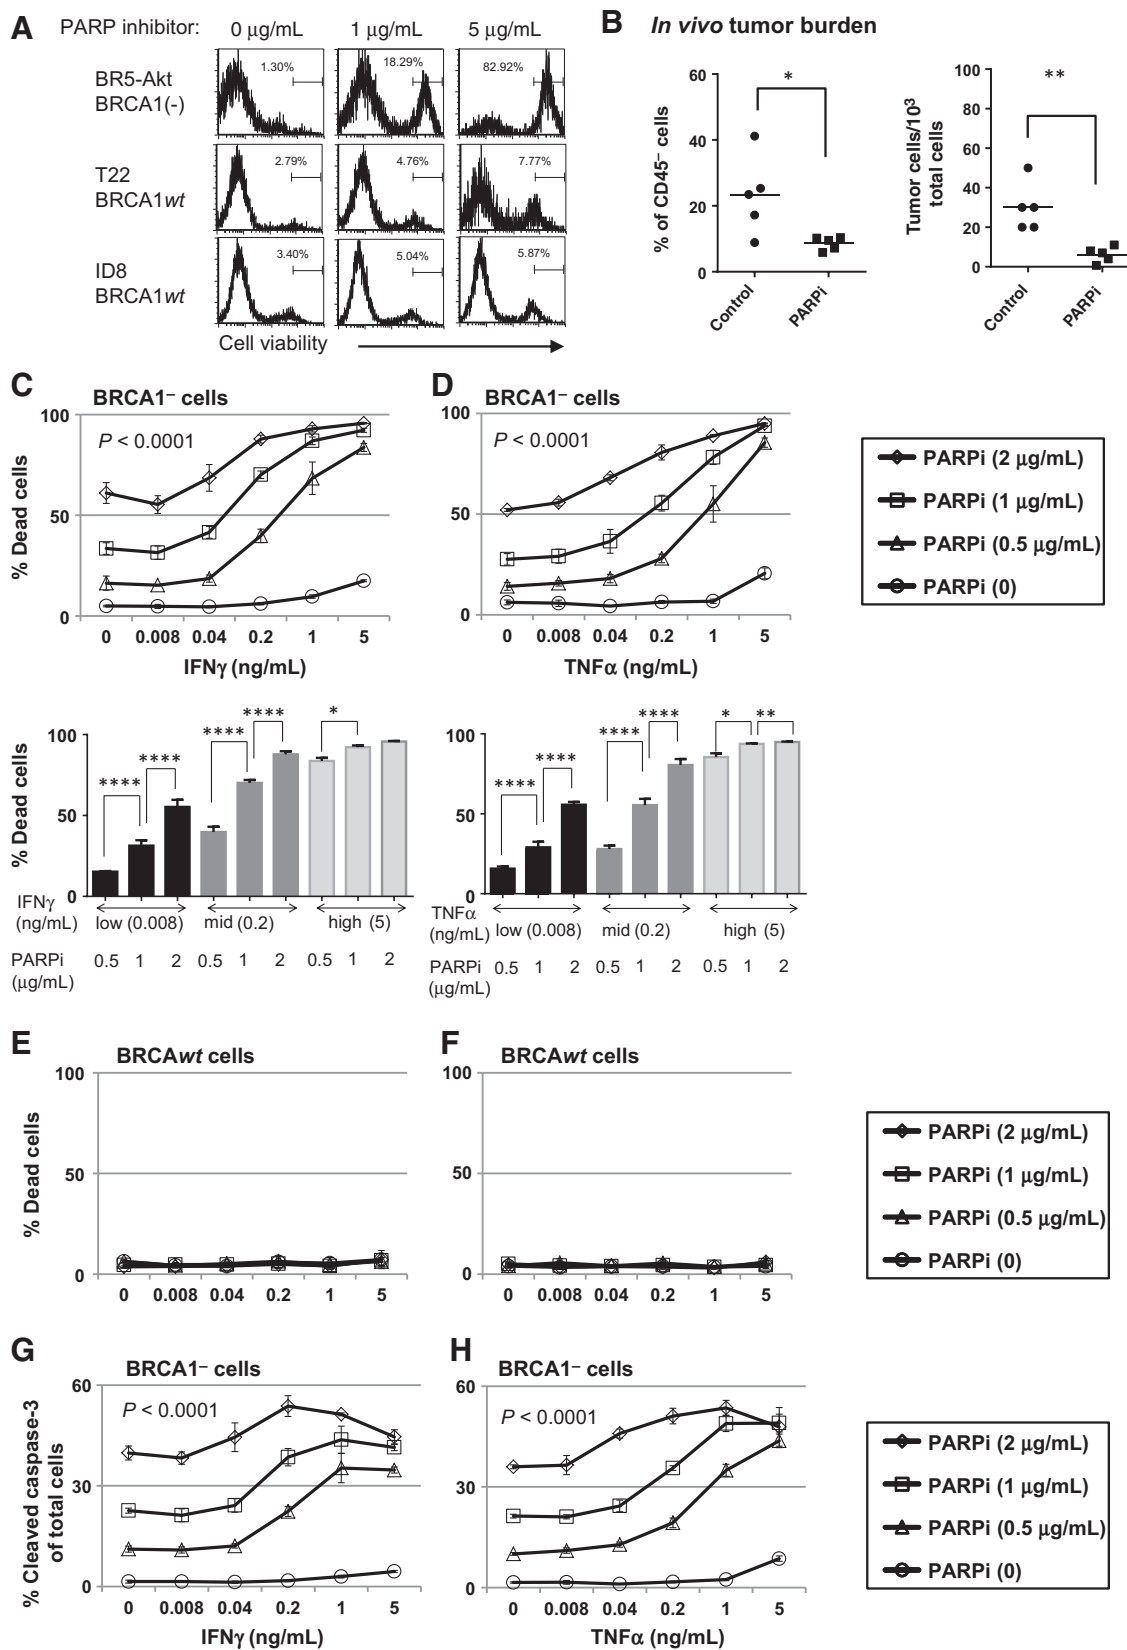 A
PARP inhibitor: 0 μg/mL 1 μg/mL 5 μg/mL
BR5-Akt
BRCA1(-)
1.30% 18.29% 82.92%
T22
BRCA1wt
2.79% 4.76% 7.77%
ID8
BRCA1wt
3.40% 5.04% 5.87%
Cell viability
B In vivo tumor burden
% of CD45⁻ cells
60
40
20
0
*
Control PARPi
Tumor cells/10³
total cells
100
80
60
40
20
0
**
Control PARPi
C BRCA1⁻ cells
P < 0.0001
% Dead cells
100
50
0
0 0.008 0.04 0.2 1 5
IFNγ (ng/mL)
D BRCA1⁻ cells
P < 0.0001
100
50
0
0 0.008 0.04 0.2 1 5
TNFα (ng/mL)
PARPi (2 μg/mL)
PARPi (1 μg/mL)
PARPi (0.5 μg/mL)
PARPi (0)
% Dead cells
100
50
0
**** **** **** **** *
IFNγ
(ng/mL)
low (0.008) mid (0.2) high (5)
PARPi
(μg/mL)
0.5 1 2 0.5 1 2 0.5 1 2
% Dead cells
100
50
0
**** **** **** **** * **
TNFα
(ng/mL)
low (0.008) mid (0.2) high (5)
PARPi
(μg/mL)
0.5 1 2 0.5 1 2 0.5 1 2
E BRCAwt cells
% Dead cells
100
50
0
0 0.008 0.04 0.2 1 5
F BRCAwt cells
100
50
0
0 0.008 0.04 0.2 1 5
PARPi (2 μg/mL)
PARPi (1 μg/mL)
PARPi (0.5 μg/mL)
PARPi (0)
G BRCA1⁻ cells
P < 0.0001
% Cleaved caspase-3
of total cells
60
30
0
0 0.008 0.04 0.2 1 5
IFNγ (ng/mL)
H BRCA1⁻ cells
P < 0.0001
60
30
0
0 0.008 0.04 0.2 1 5
TNFα (ng/mL)
PARPi (2 μg/mL)
PARPi (1 μg/mL)
PARPi (0.5 μg/mL)
PARPi (0)